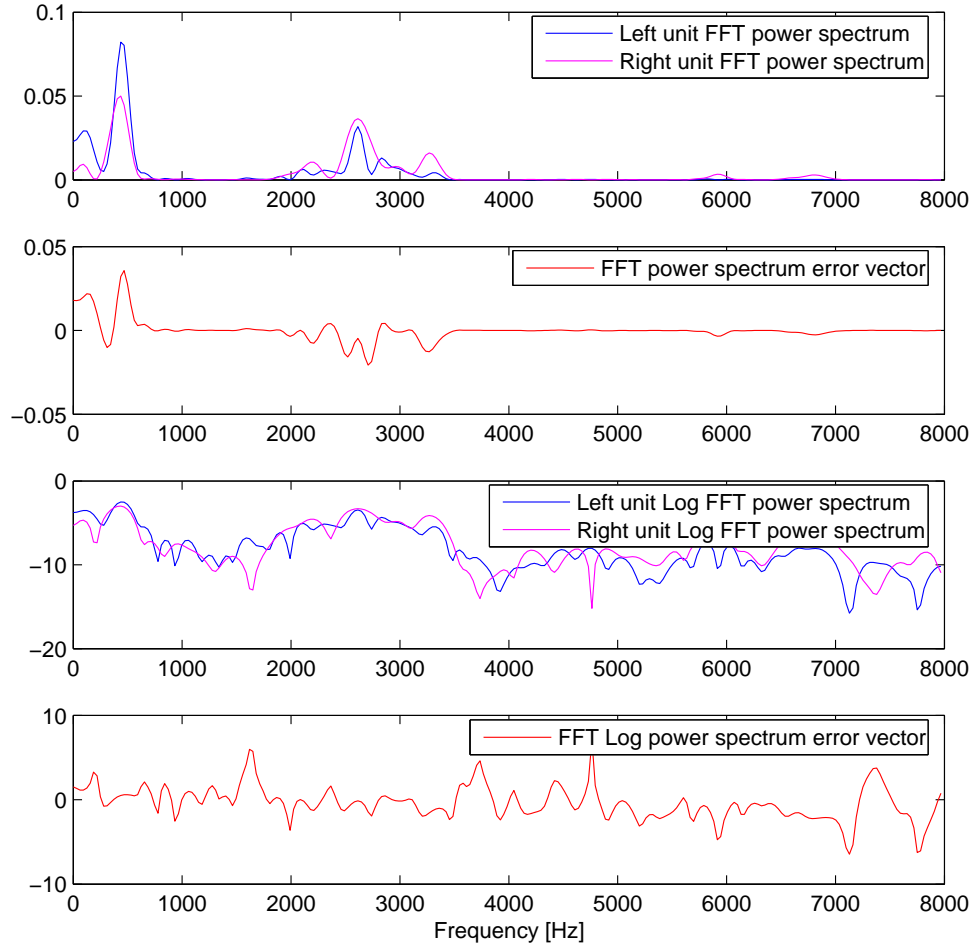 0.1
0.05
0
Left unit FFT power spectrum
Right unit FFT power spectrum
0 1000 2000 3000 4000 5000 6000 7000 8000
0.05
0
−0.05
FFT power spectrum error vector
0 1000 2000 3000 4000 5000 6000 7000 8000
0
−10
−20
Left unit Log FFT power spectrum
Right unit Log FFT power spectrum
0 1000 2000 3000 4000 5000 6000 7000 8000
10
0
−10
FFT Log power spectrum error vector
0 1000 2000 3000 4000 5000 6000 7000 8000
Frequency [Hz]